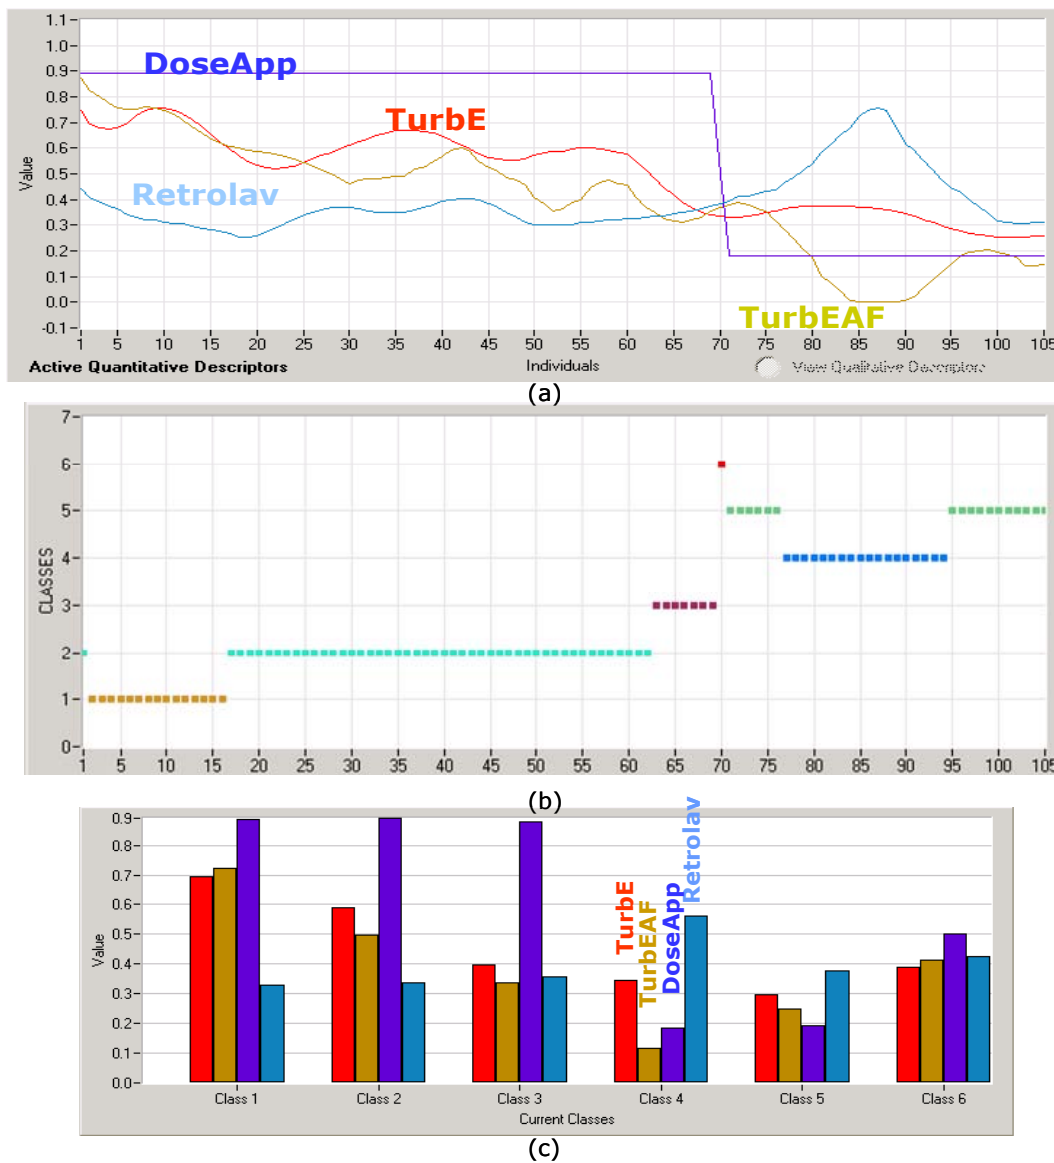 1.1
1.0
0.9
0.8
0.7
0.6
0.5
0.4
0.3
0.2
0.1
0.0
-0.1
Value
DoseApp
TurbE
Retrolav
TurbEAF
1 5 10 15 20 25 30 35 40 45 50 55 60 65 70 75 80 85 90 95 100 105
Active Quantitative Descriptors
Individuals
View Qualitative Descriptors
(a)
7
6
5
4
3
2
1
0
CLASSES
1 5 10 15 20 25 30 35 40 45 50 55 60 65 70 75 80 85 90 95 100 105
(b)
0.9
0.8
0.7
0.6
0.5
0.4
0.3
0.2
0.1
0.0
Value
TurbE
TurbEAF
DoseApp
Retrolav
Class 1 Class 2 Class 3 Class 4 Class 5 Class 6
Current Classes
(c)